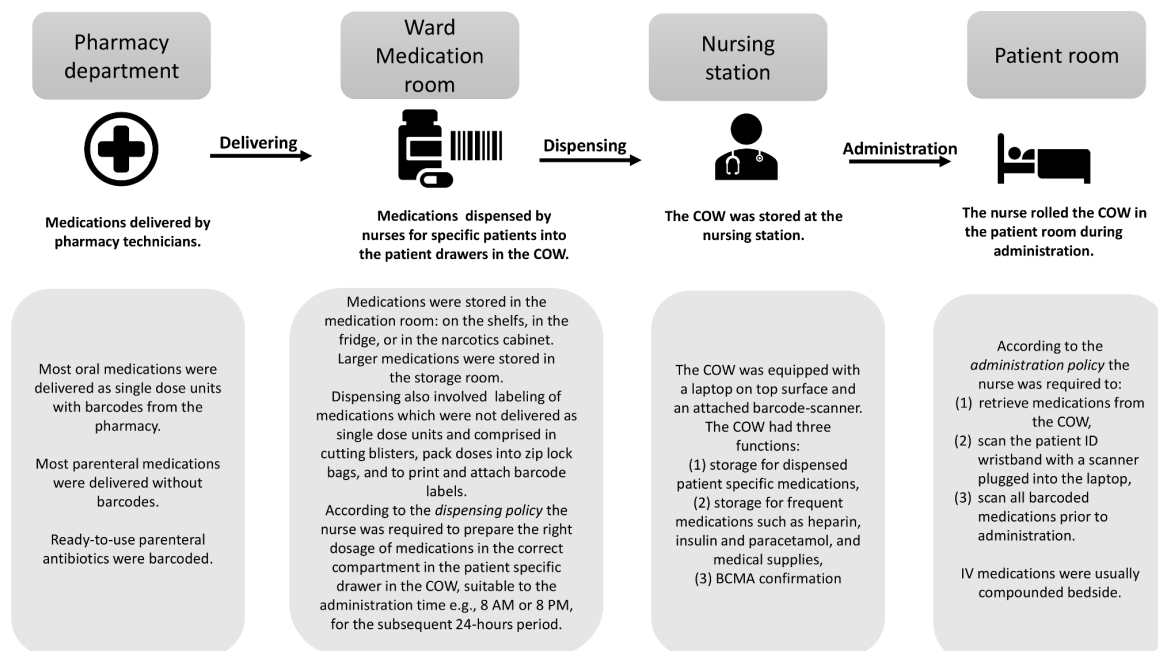 Pharmacy
department
Ward
Medication
room
Nursing
station
Patient room
Delivering
Dispensing
Administration
Medications delivered by
pharmacy technicians.
Medications dispensed by
nurses for specific patients into
the patient drawers in the COW.
The COW was stored at the
nursing station.
The nurse rolled the COW in
the patient room during
administration.
Most oral medications were
delivered as single dose units
with barcodes from the
pharmacy.
Most parenteral medications
were delivered without
barcodes.
Ready-to-use parenteral
antibiotics were barcoded.
Medications were stored in the
medication room: on the shelfs, in the
fridge, or in the narcotics cabinet.
Larger medications were stored in
the storage room.
Dispensing also involved labeling of
medications which were not delivered as
single dose units and comprised in
cutting blisters, pack doses into zip lock
bags, and to print and attach barcode
labels.
According to the dispensing policy the
nurse was required to prepare the right
dosage of medications in the correct
compartment in the patient specific
drawer in the COW, suitable to the
administration time e.g., 8 AM or 8 PM,
for the subsequent 24-hours period.
The COW was equipped with
a laptop on top surface and
an attached barcode-scanner.
The COW had three
functions:
(1) storage for dispensed
patient specific medications,
(2) storage for frequent
medications such as heparin,
insulin and paracetamol, and
medical supplies,
(3) BCMA confirmation
According to the
administration policy the
nurse was required to:
(1) retrieve medications from
the COW,
(2) scan the patient ID
wristband with a scanner
plugged into the laptop,
(3) scan all barcoded
medications prior to
administration.
IV medications were usually
compounded bedside.